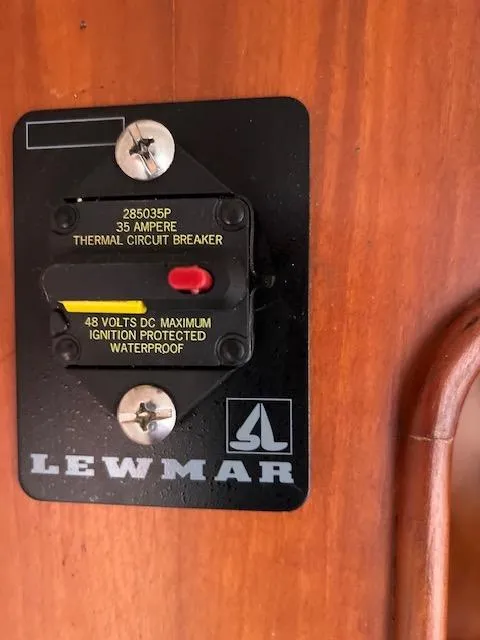 285035P
35 AMPERE
THERMAL CIRCUIT BREAKER
48 VOLTS DC MAXIMUM
IGNITION PROTECTED
WATERPROOF
LEWMAR